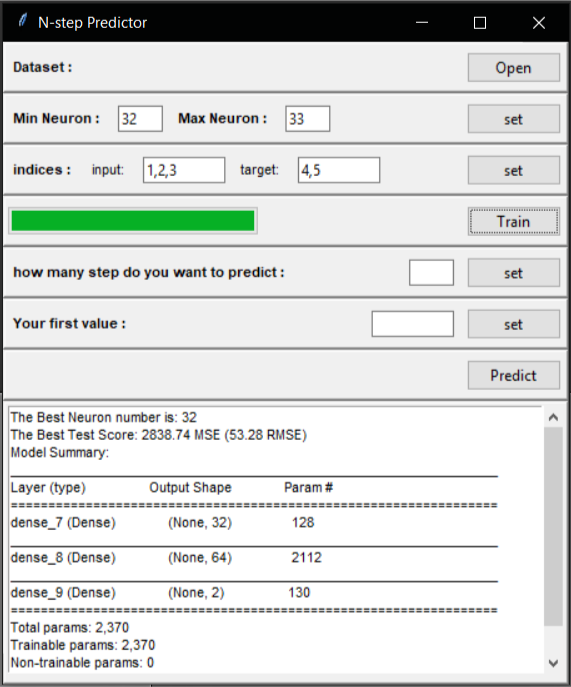 N-step Predictor
Dataset : Open
Min Neuron : 32 Max Neuron : 33 set
indices : input: 1,2,3 target: 4,5 set
Train
how many step do you want to predict : set
Your first value : set
Predict
The Best Neuron number is: 32
The Best Test Score: 2838.74 MSE (53.28 RMSE)
Model Summary:
Layer (type) Output Shape Param #
dense_7 (Dense) (None, 32) 128
dense_8 (Dense) (None, 64) 2112
dense_9 (Dense) (None, 2) 130
Total params: 2,370
Trainable params: 2,370
Non-trainable params: 0